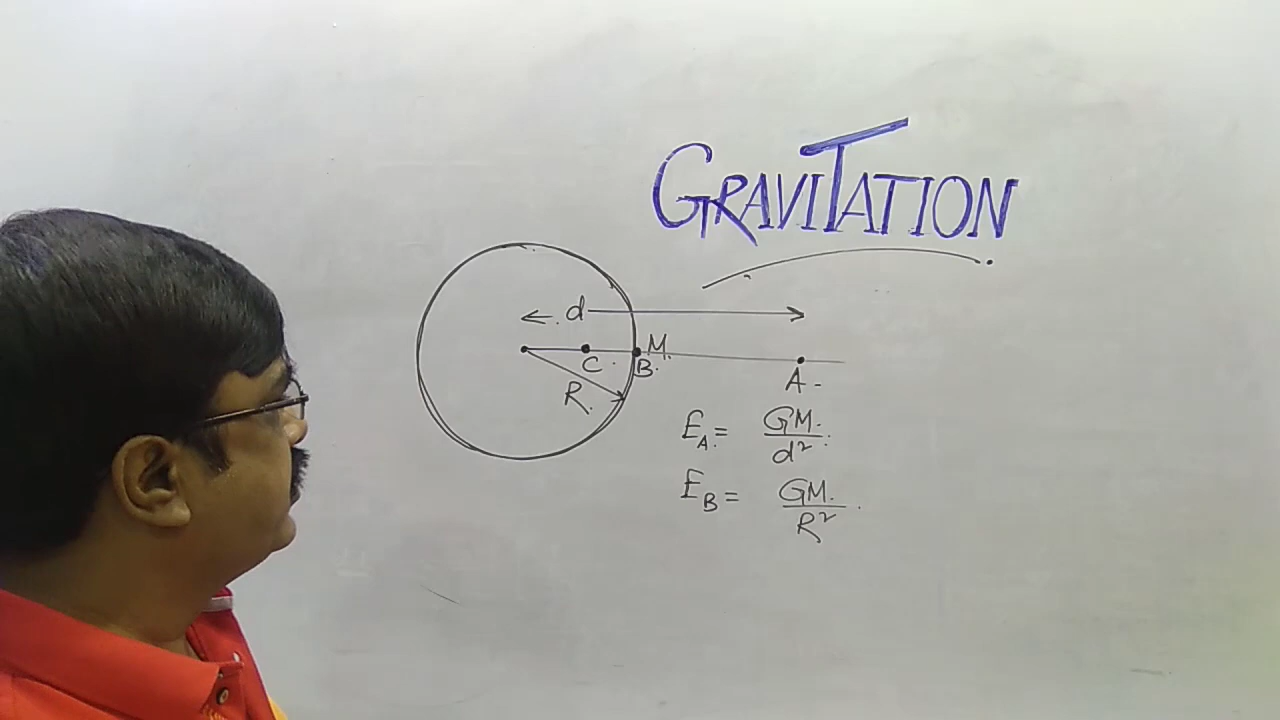 GRAVITATION
d
M.
C. B.
A.
R.
E_A = GM/d²
E_B = GM/R²